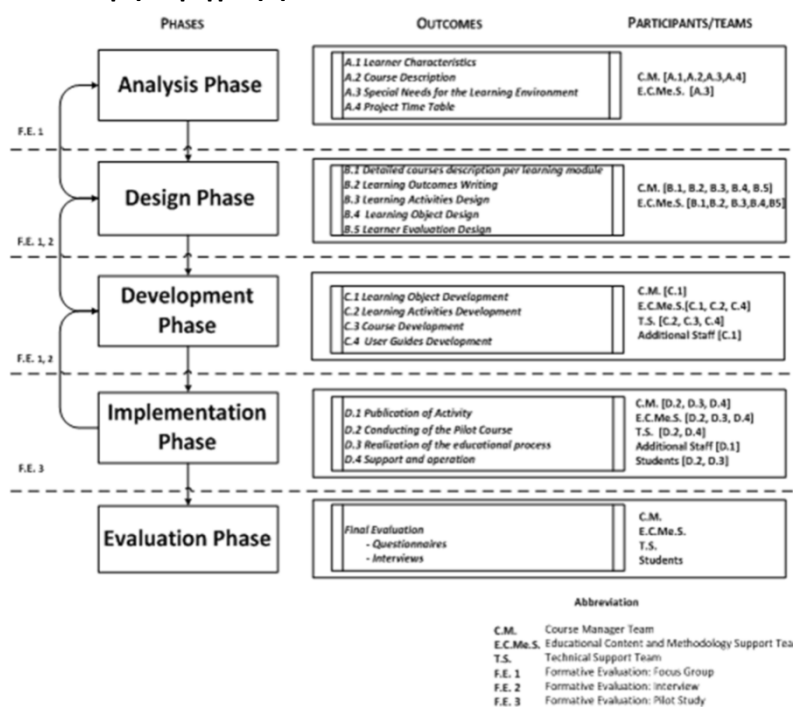 PHASES
OUTCOMES
PARTICIPANTS/TEAMS
Analysis Phase
A.1 Learner Characteristics
A.2 Course Description
A.3 Special Needs for the Learning Environment
A.4 Project Time Table
C.M. [A.1,A.2,A.3,A.4]
E.C.Me.S. [A.3]
F.E. 1
Design Phase
B.1 Detailed courses description per learning module
B.2 Learning Outcomes Writing
B.3 Learning Activities Design
B.4 Learning Object Design
B.5 Learner Evaluation Design
C.M. [B.1, B.2, B.3, B.4, B.5]
E.C.Me.S. [B.1,B.2, B.3,B.4,B5]
F.E. 1, 2
Development
Phase
C.1 Learning Object Development
C.2 Learning Activities Development
C.3 Course Development
C.4 User Guides Development
C.M. [C.1]
E.C.Me.S.[C.1, C.2, C.4]
T.S. [C.2, C.3, C.4]
Additional Staff [C.1]
F.E. 1, 2
Implementation
Phase
D.1 Publication of Activity
D.2 Conducting of the Pilot Course
D.3 Realization of the educational process
D.4 Support and operation
C.M. [D.2, D.3, D.4]
E.C.Me.S. [D.2, D.3, D.4]
T.S. [D.2, D.4]
Additional Staff [D.1]
Students [D.2, D.3]
F.E. 3
Evaluation Phase
Final Evaluation
- Questionnaires
- Interviews
C.M.
E.C.Me.S.
T.S.
Students
Abbreviation
C.M. Course Manager Team
E.C.Me.S. Educational Content and Methodology Support Tea
T.S. Technical Support Team
F.E. 1 Formative Evaluation: Focus Group
F.E. 2 Formative Evaluation: Interview
F.E. 3 Formative Evaluation: Pilot Study